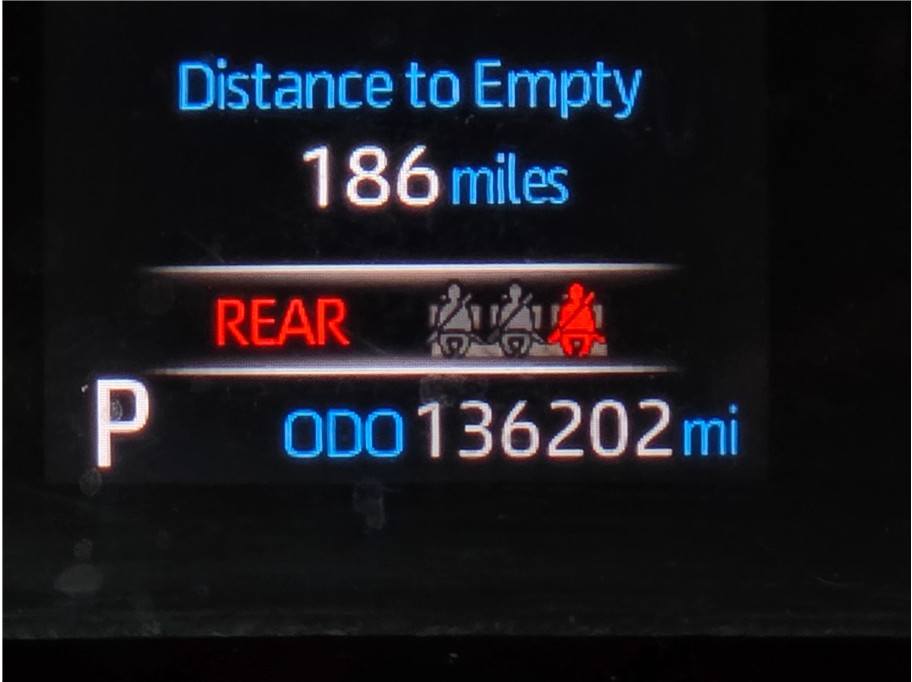 Distance to Empty
186 miles
REAR
P
ODO 136202 mi